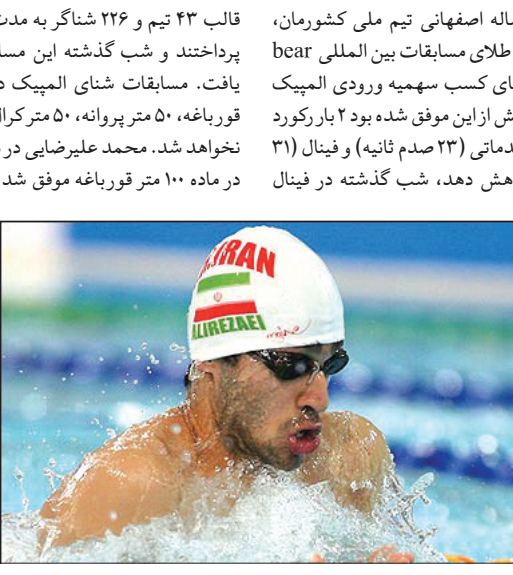 ساله اصفهانی تیم ملی کشورمان،
طلای مسابقات بین المللی bear
ای کسب سهمیه ورودی المپیک
ش از این موفق شده بود ۲ بار رکورد
دماتی (۲۳ صدم ثانیه) و فینال (۳۱
هش دهد، شب گذشته در فینال
قالب ۴۳ تیم و ۲۲۶ شناگر به مدت
پرداختند و شب گذشته این مسا
یافت. مسابقات شنای المپیک د
قورباغه، ۵۰ متر پروانه، ۵۰ متر کرال
نخواهد شد. محمد علیرضایی در
در ماده ۱۰۰ متر قورباغه موفق شد
IRAN
ALIREZAEI